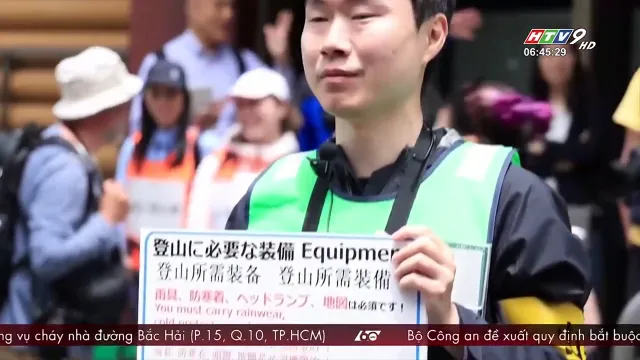 HTV9 HD
06:45:29
登山に必要な装備 Equipmen
登山所需装备 登山所需裝備
雨具、防寒着、ヘッドランプ、地図は必須です！
You must carry rainwear,
ng vụ cháy nhà đường Bắc Hải (P.15, Q.10, TP.HCM)
60
Bộ Công an đề xuất quy định bắt buộ